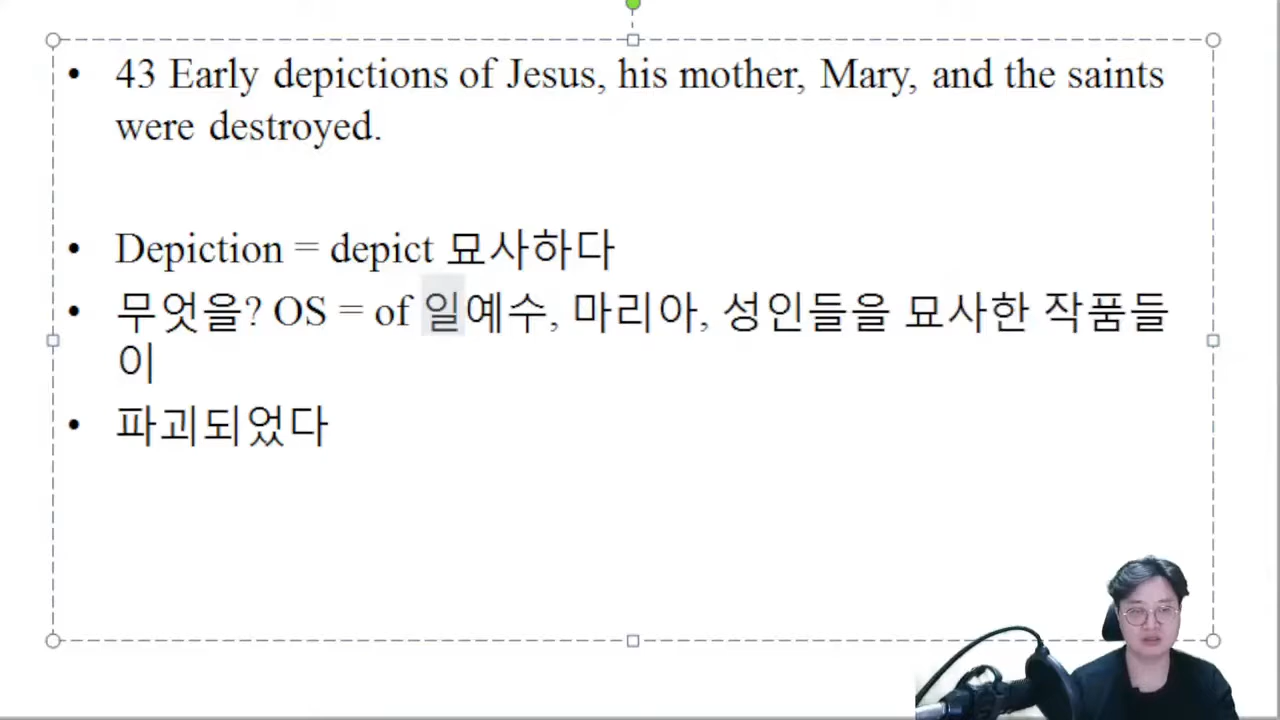 • 43 Early depictions of Jesus, his mother, Mary, and the saints
were destroyed.
• Depiction = depict 묘사하다
• 무엇을? OS = of 일예수, 마리아, 성인들을 묘사한 작품들
이
• 파괴되었다